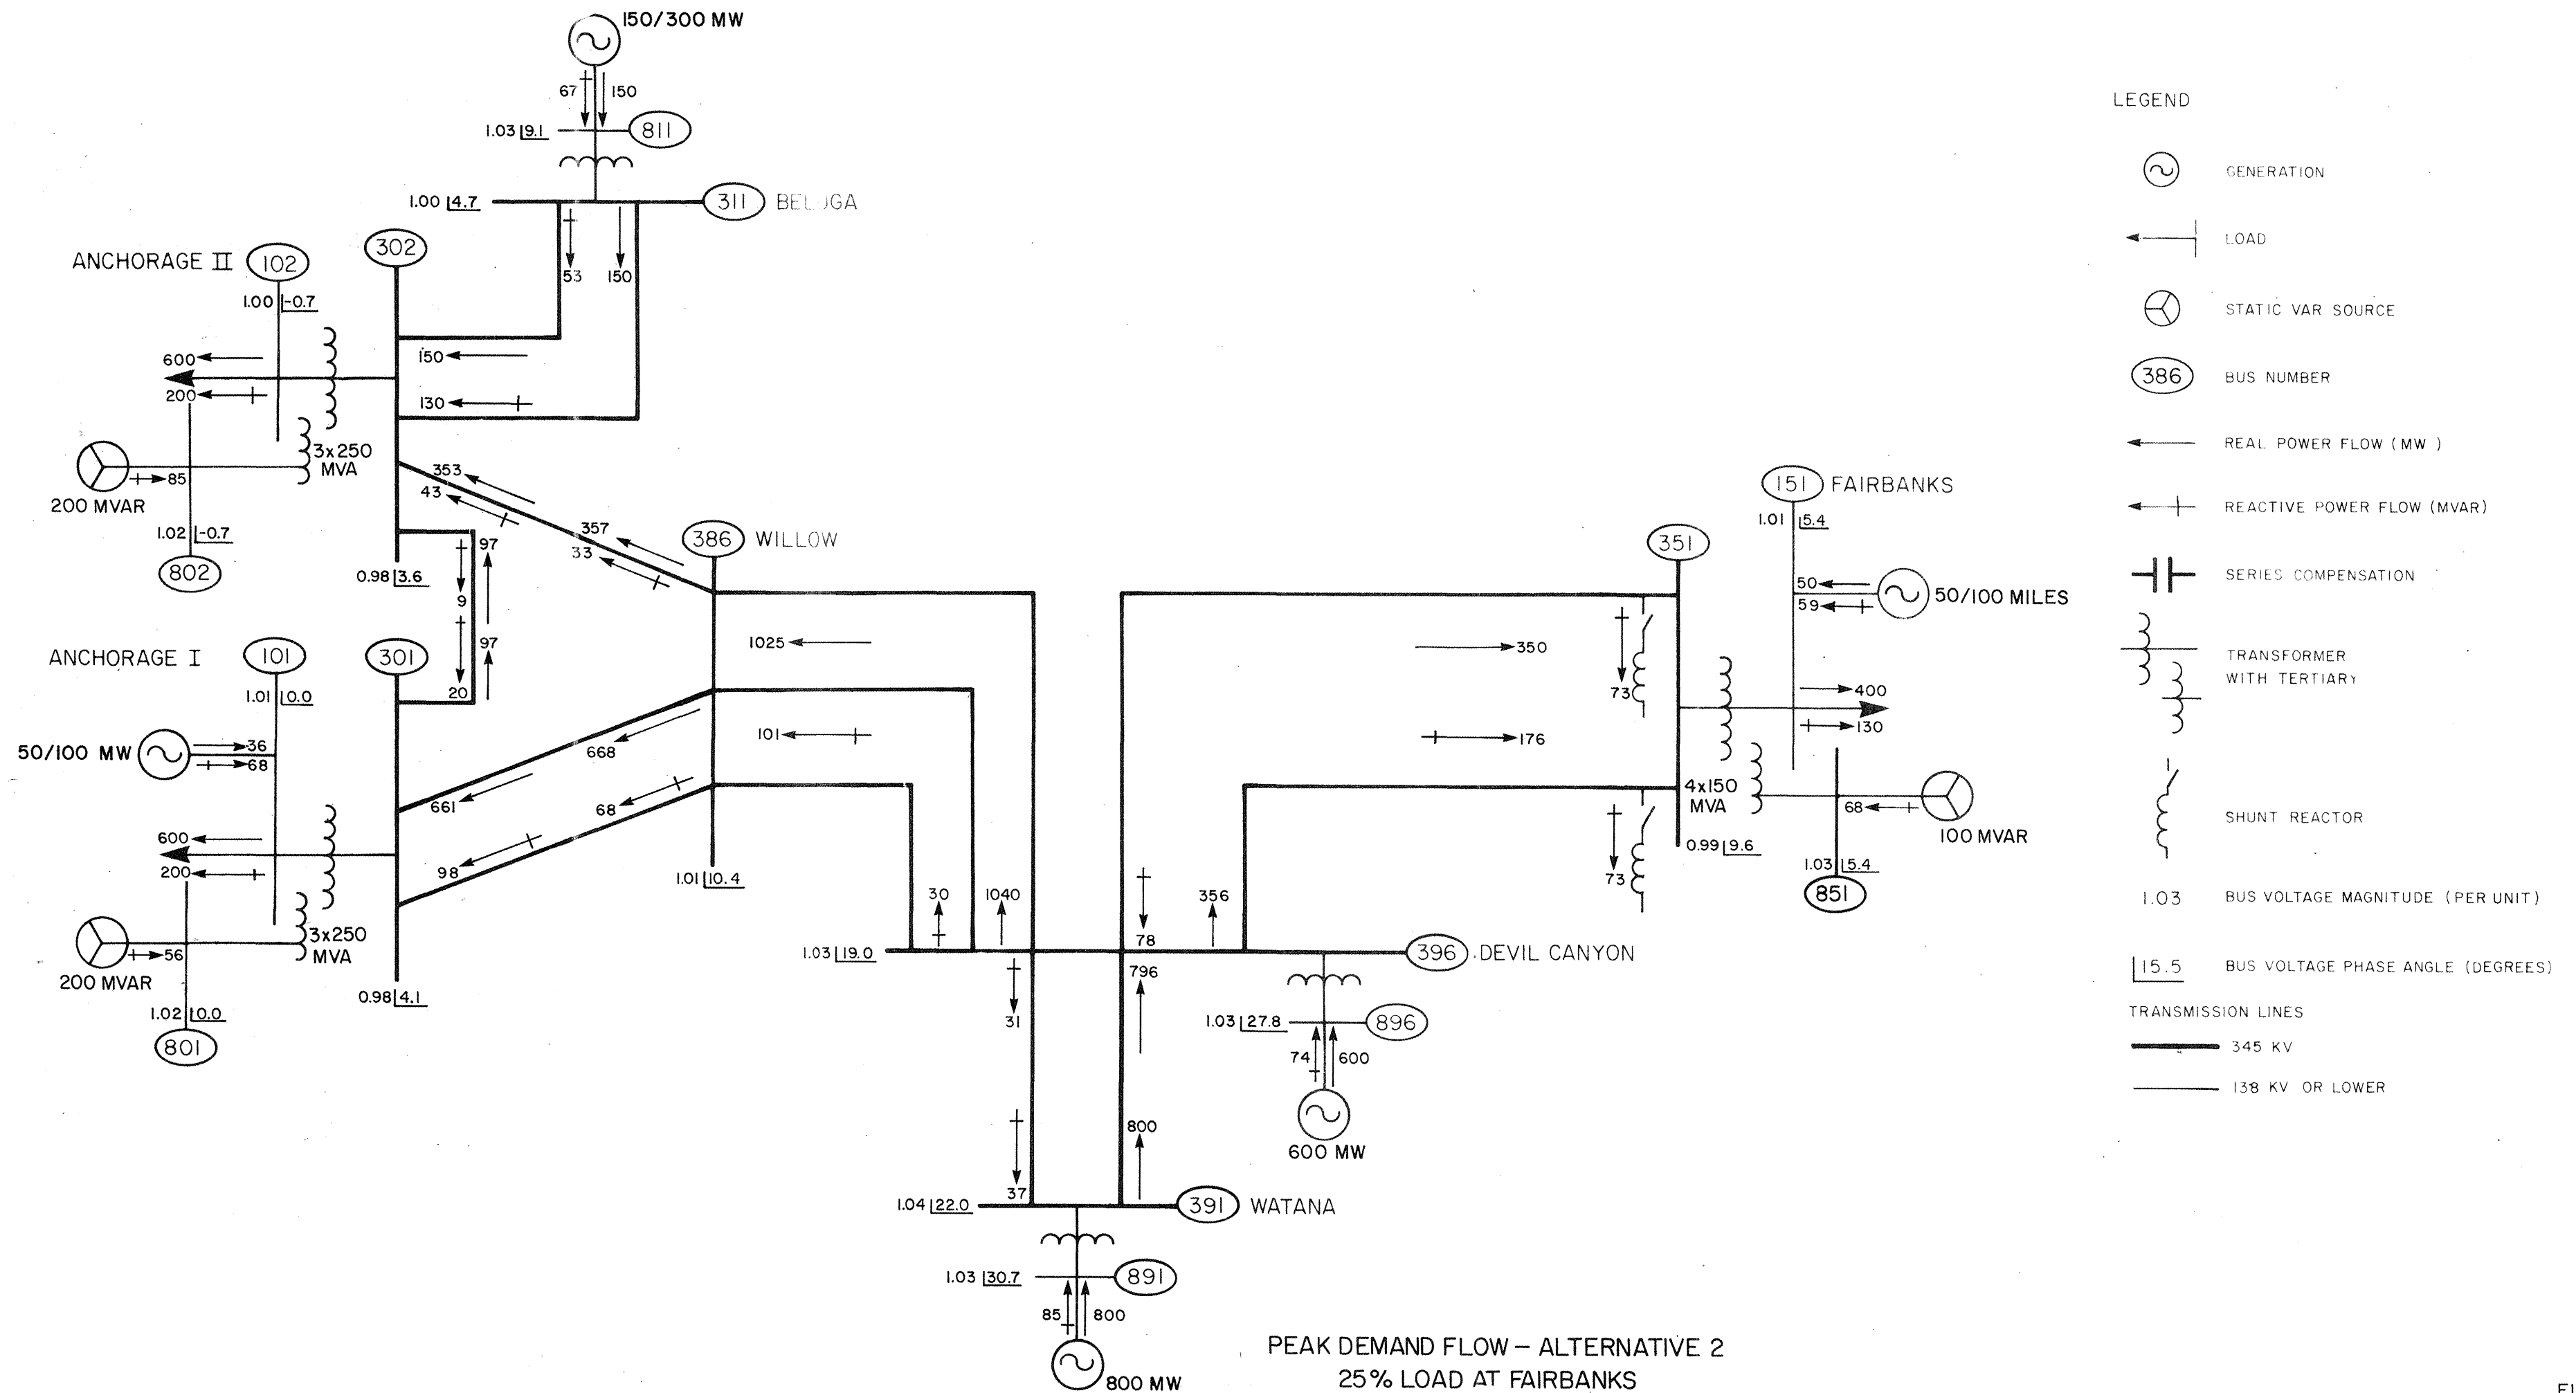 150/300 MW
67 150
1.03 9.1 811
1.00 4.7 311
53 150
ANCHORAGE II 102 302
1.00 -0.7
600
200
150
130
3x250
MVA
85
200 MVAR
1.02 -0.7
802
353
43
357
33
386 WILLOW
97
0.98 3.6
9
97
20
ANCHORAGE I 101 301
1.01 0.0
50/100 MW
36
68
600
200
3x250
MVA
56
200 MVAR
1.02 0.0
801
661
668
68
98
0.98 4.1
1025
101
1.01 10.4
350
176
351
73
73
0.99 9.6
151 FAIRBANKS
1.01 5.4
50
59
50/100 MILES
400
130
4x150
MVA
68
100 MVAR
1.03 5.4
851
30 1040
78
356
1.03 19.0 396 DEVIL CANYON
31
796
1.03 27.8 896
74 600
600 MW
37
800
1.04 22.0 391 WATANA
1.03 30.7 891
85 800
800 MW
PEAK DEMAND FLOW – ALTERNATIVE 2
25% LOAD AT FAIRBANKS
LEGEND
GENERATION
LOAD
STATIC VAR SOURCE
386 BUS NUMBER
REAL POWER FLOW (MW )
REACTIVE POWER FLOW (MVAR)
SERIES COMPENSATION
TRANSFORMER
WITH TERTIARY
SHUNT REACTOR
1.03 BUS VOLTAGE MAGNITUDE (PER UNIT)
15.5 BUS VOLTAGE PHASE ANGLE (DEGREES)
TRANSMISSION LINES
345 KV
138 KV OR LOWER